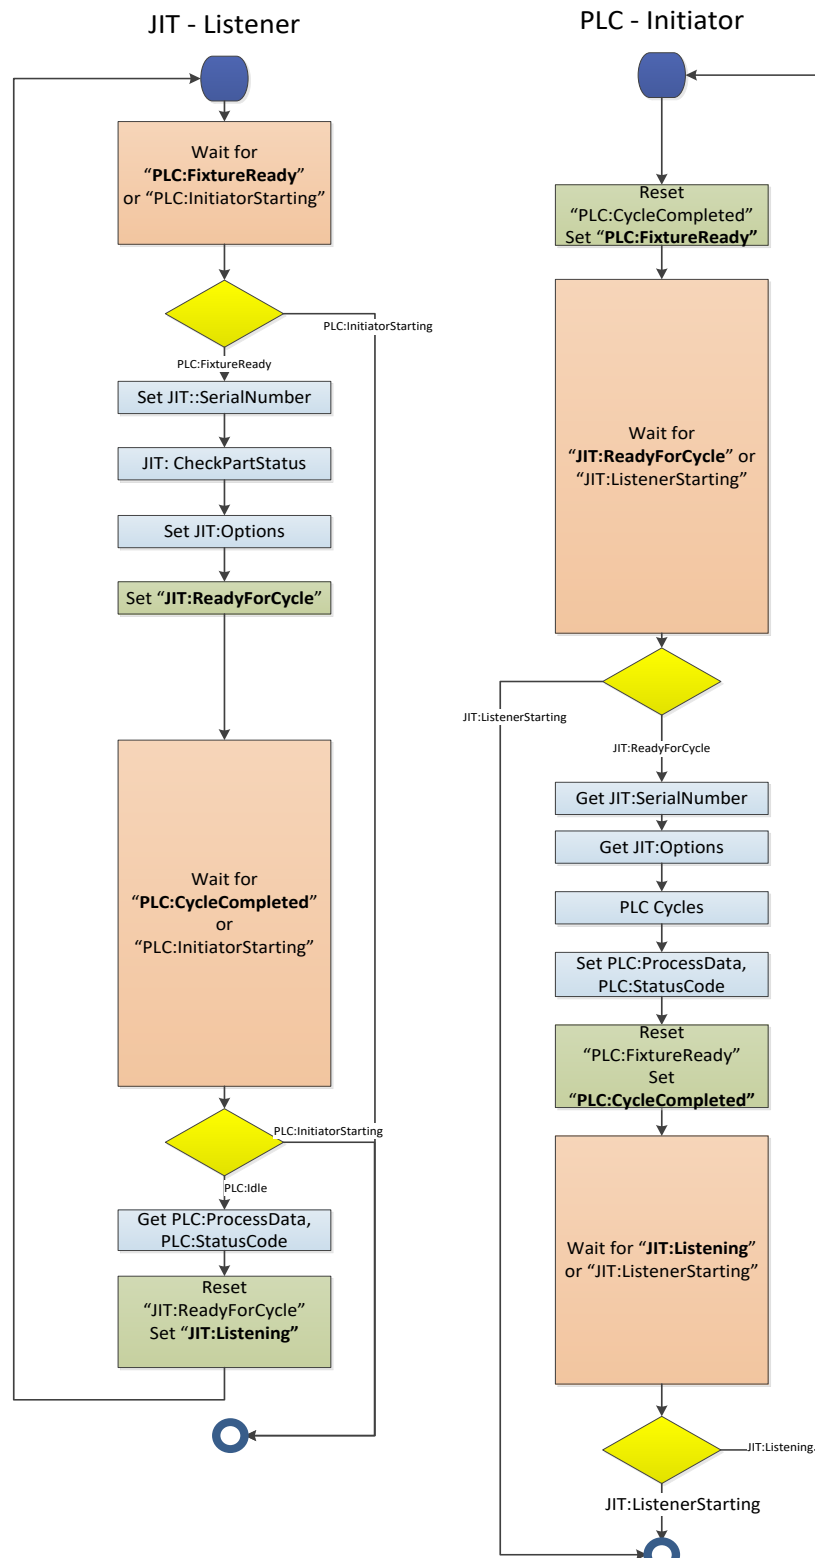 JIT - Listener
Wait for
“PLC:FixtureReady”
or “PLC:InitiatorStarting”
PLC:InitiatorStarting
PLC:FixtureReady
Set JIT::SerialNumber
JIT: CheckPartStatus
Set JIT:Options
Set “JIT:ReadyForCycle”
Wait for
“PLC:CycleCompleted”
or
“PLC:InitiatorStarting”
PLC:InitiatorStarting
PLC:Idle
Get PLC:ProcessData,
PLC:StatusCode
Reset
“JIT:ReadyForCycle”
Set “JIT:Listening”
PLC - Initiator
Reset
“PLC:CycleCompleted”
Set “PLC:FixtureReady”
Wait for
“JIT:ReadyForCycle” or
“JIT:ListenerStarting”
JIT:ListenerStarting
JIT:ReadyForCycle
Get JIT:SerialNumber
Get JIT:Options
PLC Cycles
Set PLC:ProcessData,
PLC:StatusCode
Reset
“PLC:FixtureReady”
Set
“PLC:CycleCompleted”
Wait for “JIT:Listening”
or “JIT:ListenerStarting”
JIT:Listening.
JIT:ListenerStarting